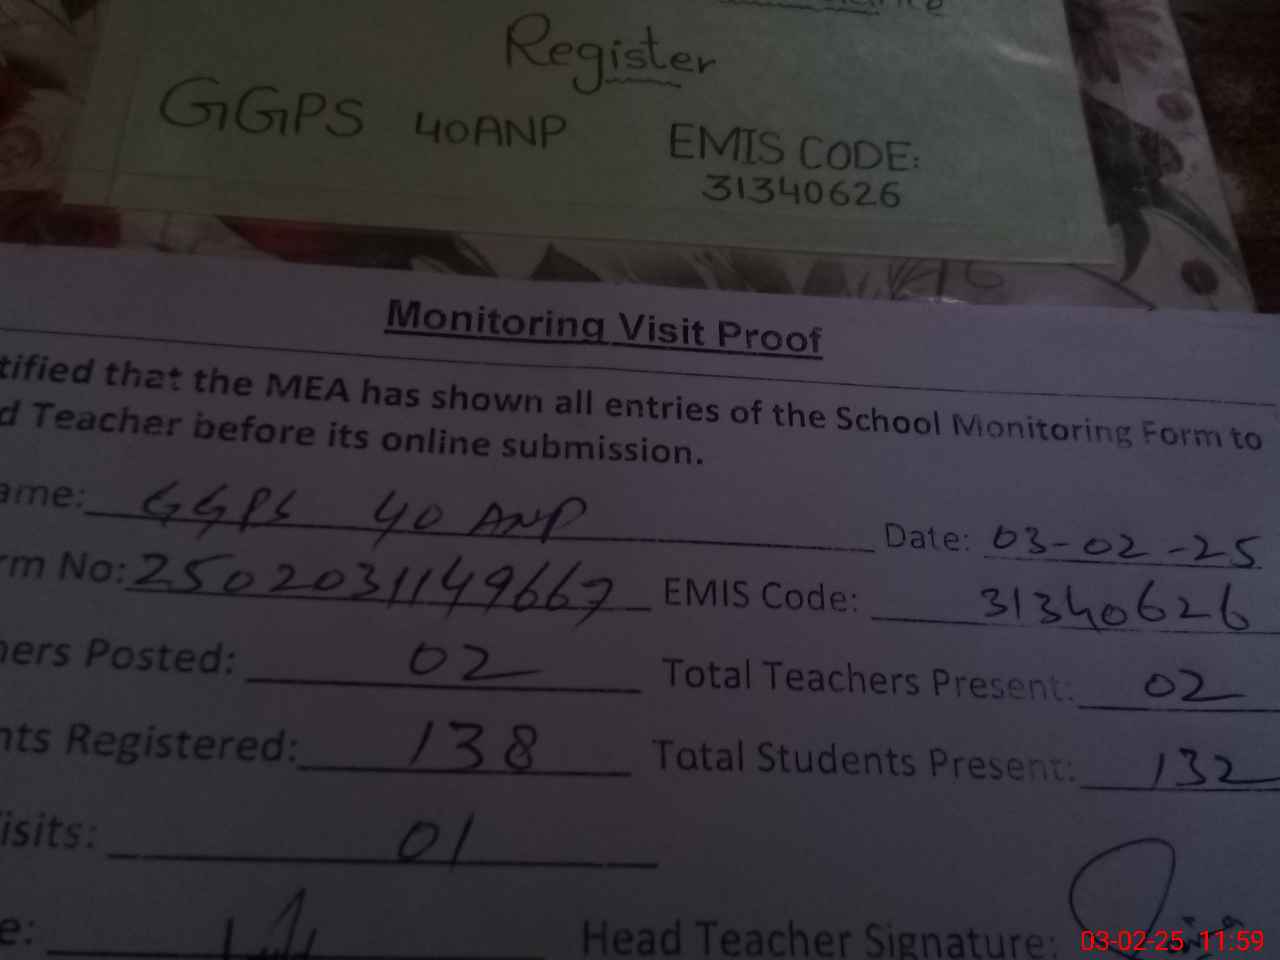 Register
GGPS 40ANP EMIS CODE:
31340626
Monitoring Visit Proof
tified that the MEA has shown all entries of the School Monitoring Form to
d Teacher before its online submission.
ame: GGPS 40 ANP Date: 03-02-25
rm No: 2502031149667 EMIS Code: 31340626
hers Posted: 02 Total Teachers Present: 02
nts Registered: 138 Total Students Present: 132
isits: 01
e: Head Teacher Signature:
03-02-25 11:59